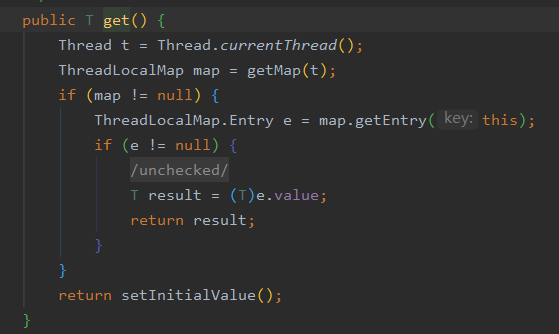 public T get() {
Thread t = Thread.currentThread();
ThreadLocalMap map = getMap(t);
if (map != null) {
ThreadLocalMap.Entry e = map.getEntry( key: this);
if (e != null) {
/unchecked/
T result = (T)e.value;
return result;
}
}
return setInitialValue();
}